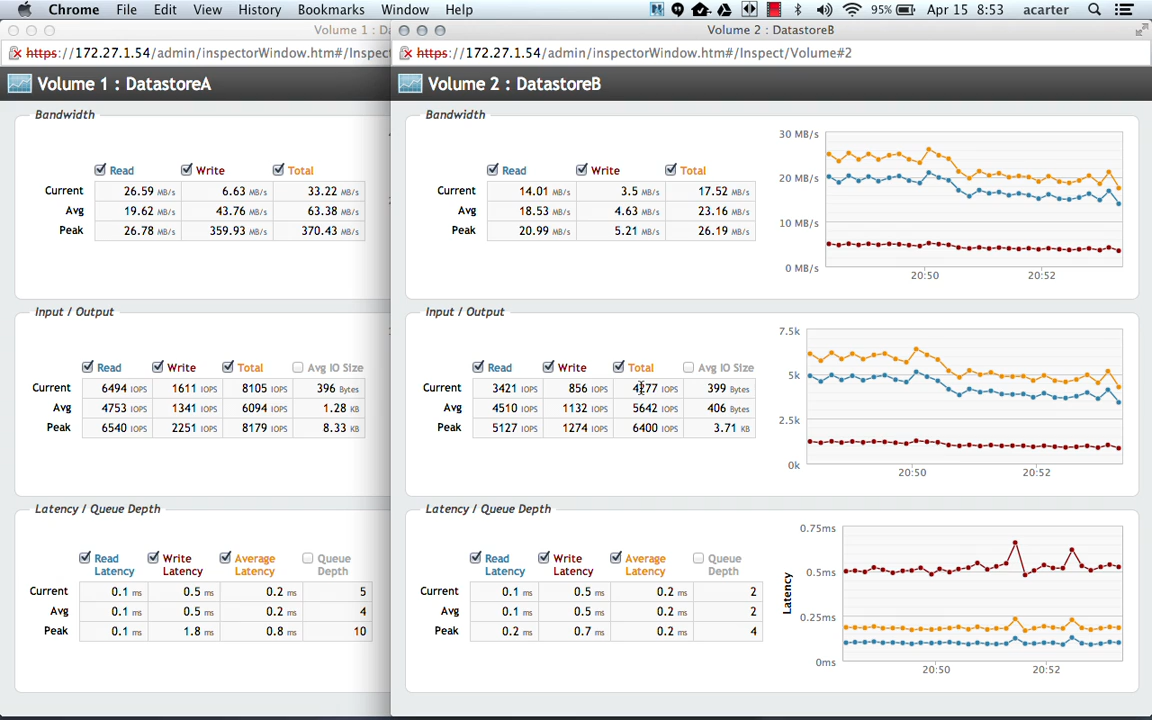 Chrome File Edit View History Bookmarks Window Help 95% Apr 15 8:53 acarter
Volume 1 : Da
https://172.27.1.54/admin/inspectorWindow.htm#/Inspec
Volume 1 : DatastoreA
Bandwidth
Read Write Total
Current 26.59 MB/s 6.63 MB/s 33.22 MB/s
Avg 19.62 MB/s 43.76 MB/s 63.38 MB/s
Peak 26.78 MB/s 359.93 MB/s 370.43 MB/s
Input / Output
Read Write Total Avg IO Size
Current 6494 IOPS 1611 IOPS 8105 IOPS 396 Bytes
Avg 4753 IOPS 1341 IOPS 6094 IOPS 1.28 KB
Peak 6540 IOPS 2251 IOPS 8179 IOPS 8.33 KB
Latency / Queue Depth
Read Write Average Queue
Latency Latency Latency Depth
Current 0.1 ms 0.5 ms 0.2 ms 5
Avg 0.1 ms 0.5 ms 0.2 ms 4
Peak 0.1 ms 1.8 ms 0.8 ms 10
Volume 2 : DatastoreB
https://172.27.1.54/admin/inspectorWindow.htm#/Inspect/Volume#2
Volume 2 : DatastoreB
Bandwidth
Read Write Total
Current 14.01 MB/s 3.5 MB/s 17.52 MB/s
Avg 18.53 MB/s 4.63 MB/s 23.16 MB/s
Peak 20.99 MB/s 5.21 MB/s 26.19 MB/s
30 MB/s
20 MB/s
10 MB/s
0 MB/s
20:50 20:52
Input / Output
Read Write Total Avg IO Size
Current 3421 IOPS 856 IOPS IOPS 399 Bytes
Avg 4510 IOPS 1132 IOPS 5642 IOPS 406 Bytes
Peak 5127 IOPS 1274 IOPS 6400 IOPS 3.71 KB
7.5k
5k
2.5k
0k
20:50 20:52
Latency / Queue Depth
Read Write Average Queue
Latency Latency Latency Depth
Current 0.1 ms 0.5 ms 0.2 ms 2
Avg 0.1 ms 0.5 ms 0.2 ms 2
Peak 0.2 ms 0.7 ms 0.2 ms 4
Latency
0.75ms
0.5ms
0.25ms
0ms
20:50 20:52